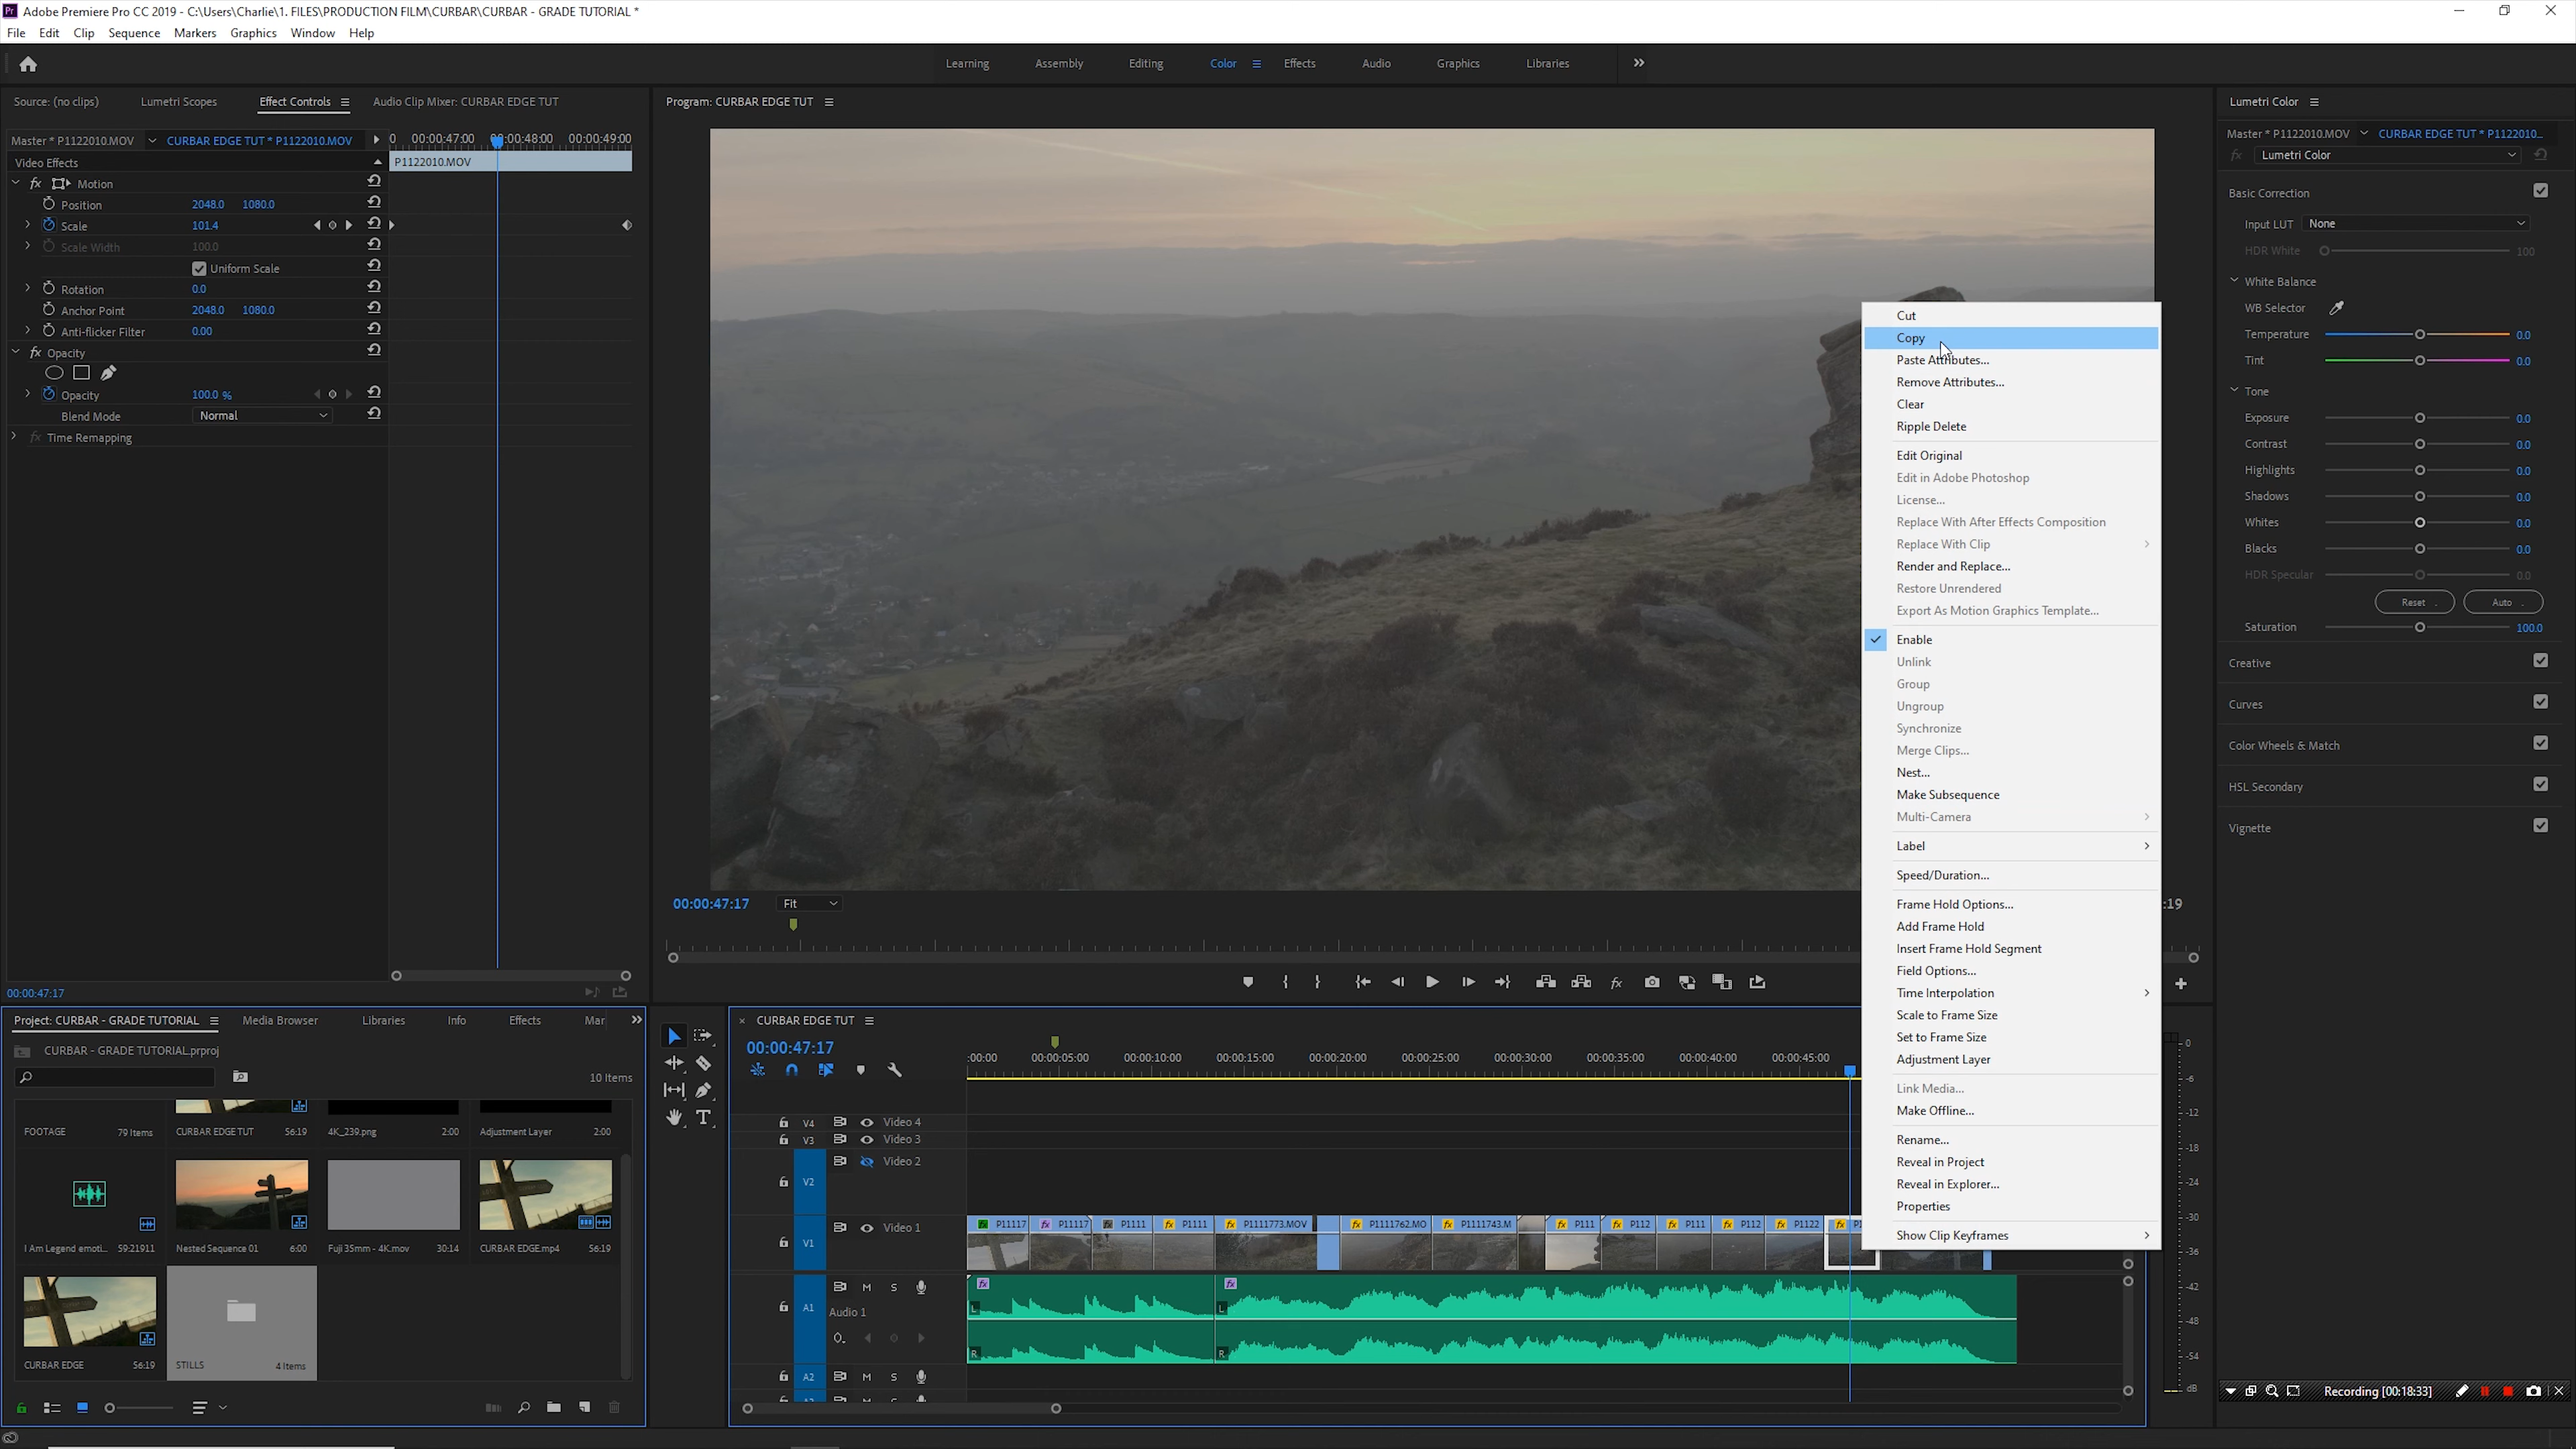 Adobe Premiere Pro CC 2019 - C:\Users\Charlie\1. FILES\PRODUCTION FILM\CURBAR\CURBAR - GRADE TUTORIAL *
File Edit Clip Sequence Markers Graphics Window Help
Learning Assembly Editing Color Effects Audio Graphics Libraries
Source: (no clips) Lumetri Scopes Effect Controls Audio Clip Mixer: CURBAR EDGE TUT
Master * P1122010.MOV CURBAR EDGE TUT * P1122010.MOV
0 00:00:47:00 00:00:48:00 00:00:49:00
Video Effects
P1122010.MOV
fx Motion
Position 2048.0 1080.0
Scale 101.4
Scale Width 100.0
Uniform Scale
Rotation 0.0
Anchor Point 2048.0 1080.0
Anti-flicker Filter 0.00
fx Opacity
Opacity 100.0 %
Blend Mode Normal
fx Time Remapping
00:00:47:17
Program: CURBAR EDGE TUT
00:00:47:17 Fit
:19
Cut
Copy
Paste Attributes...
Remove Attributes...
Clear
Ripple Delete
Edit Original
Edit in Adobe Photoshop
License...
Replace With After Effects Composition
Replace With Clip
Render and Replace...
Restore Unrendered
Export As Motion Graphics Template...
Enable
Unlink
Group
Ungroup
Synchronize
Merge Clips...
Nest...
Make Subsequence
Multi-Camera
Label
Speed/Duration...
Frame Hold Options...
Add Frame Hold
Insert Frame Hold Segment
Field Options...
Time Interpolation
Scale to Frame Size
Set to Frame Size
Adjustment Layer
Link Media...
Make Offline...
Rename...
Reveal in Project
Reveal in Explorer...
Properties
Show Clip Keyframes
Lumetri Color
Master * P1122010.MOV CURBAR EDGE TUT * P1122010...
fx Lumetri Color
Basic Correction
Input LUT None
HDR White 100
White Balance
WB Selector
Temperature 0.0
Tint 0.0
Tone
Exposure 0.0
Contrast 0.0
Highlights 0.0
Shadows 0.0
Whites 0.0
Blacks 0.0
HDR Specular 0.0
Reset Auto
Saturation 100.0
Creative
Curves
Color Wheels & Match
HSL Secondary
Vignette
Project: CURBAR - GRADE TUTORIAL Media Browser Libraries Info Effects Mar
CURBAR - GRADE TUTORIAL.prproj
10 Items
FOOTAGE 79 Items CURBAR EDGE TUT 56:19 4K_239.png 2:00 Adjustment Layer 2:00
I Am Legend emoti... 59:21911 Nested Sequence 01 6:00 Fuji 35mm - 4K.mov 30:14 CURBAR EDGE.mp4 56:19
CURBAR EDGE 56:19 STILLS 4 Items
CURBAR EDGE TUT
00:00:47:17
:00:00 00:00:05:00 00:00:10:00 00:00:15:00 00:00:20:00 00:00:25:00 00:00:30:00 00:00:35:00 00:00:40:00 00:00:45:00
V4 Video 4
V3 Video 3
V2 Video 2
V1 Video 1
P11117 P11117 P1111 P1111 P1111773.MOV P1111762.MO P1111743.M P111 P112 P111 P112 P1122
A1 M S
Audio 1
L L
R R
A2 M S
0
-6
-12
-18
-24
-30
-36
-42
-48
-54
dB
Recording [00:18:33]